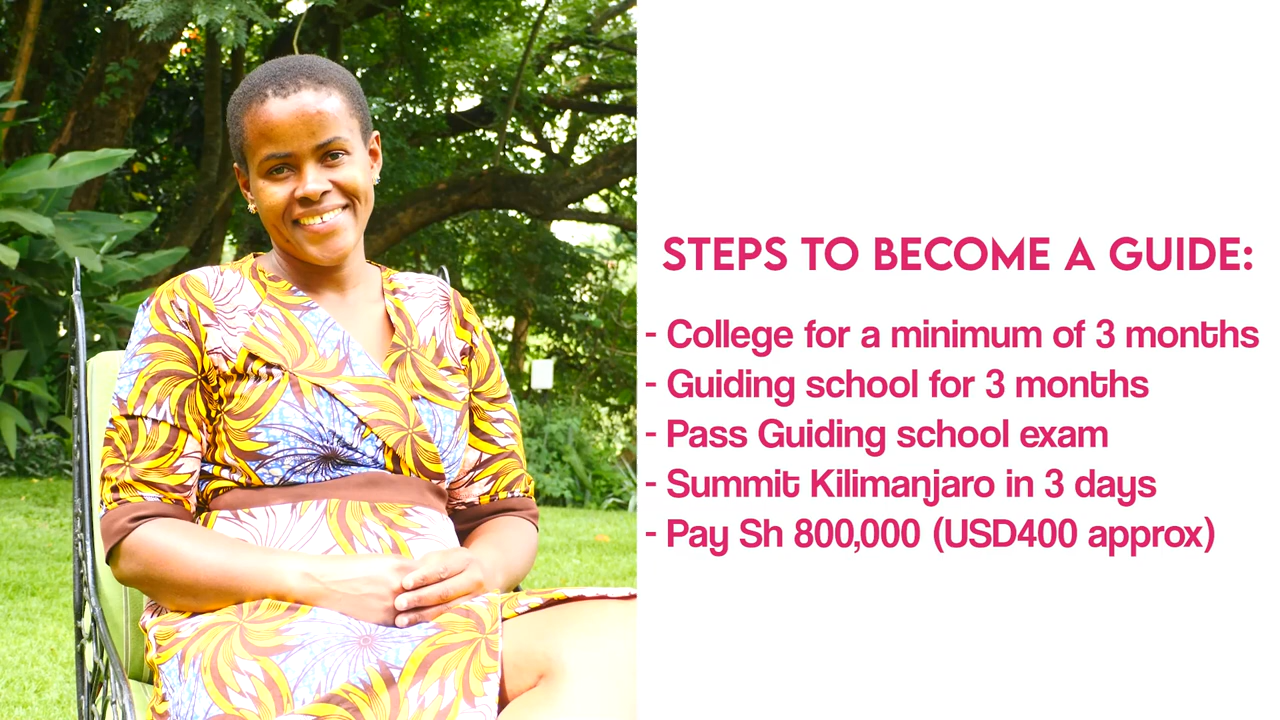 STEPS TO BECOME A GUIDE:
- College for a minimum of 3 months
- Guiding school for 3 months
- Pass Guiding school exam
- Summit Kilimanjaro in 3 days
- Pay Sh 800,000 (USD400 approx)